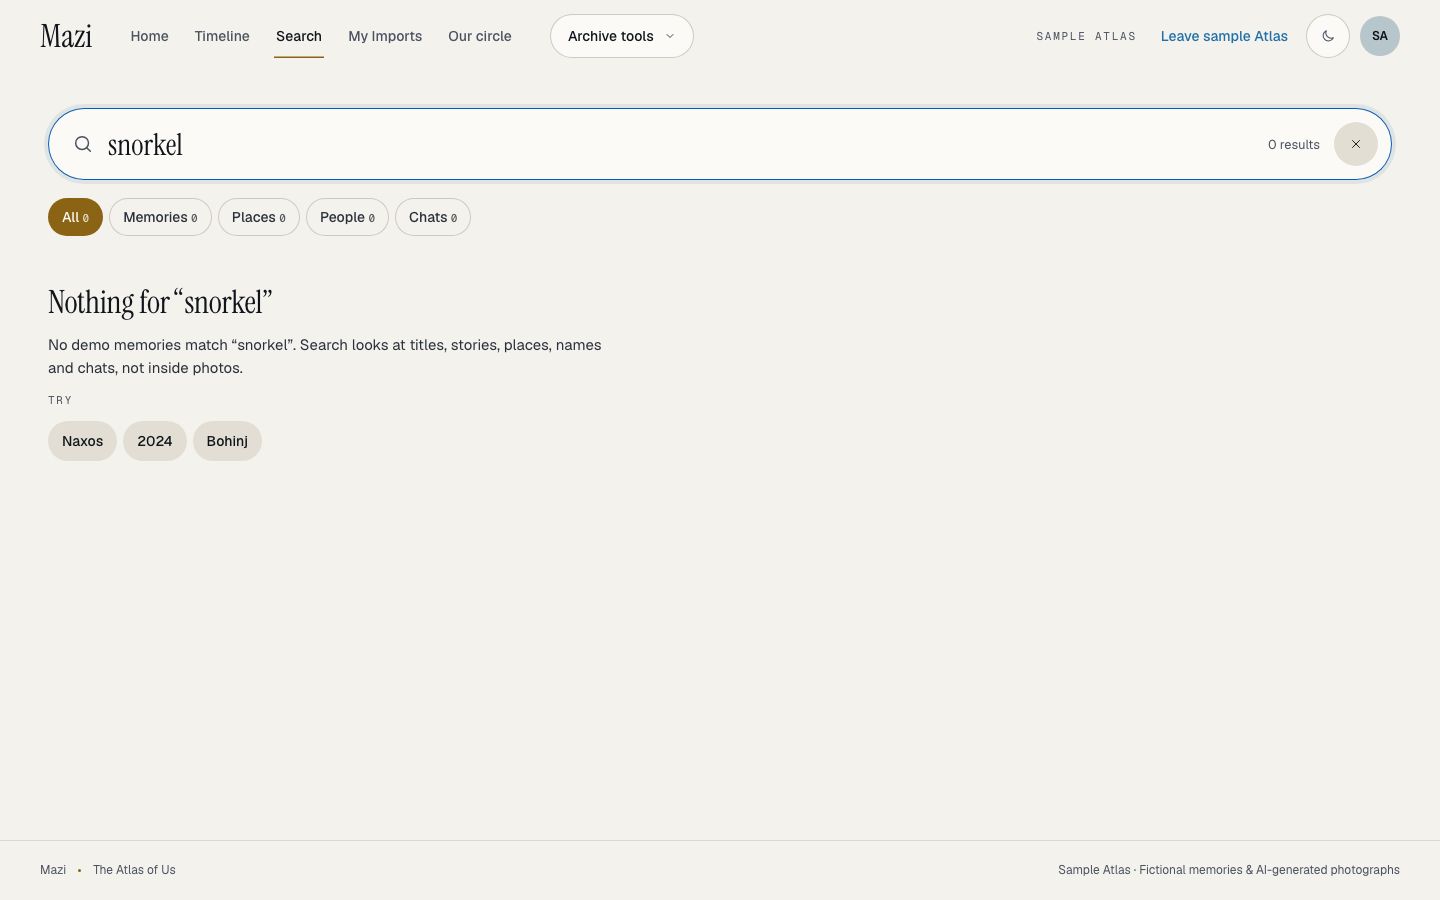 Mazi
Home
Timeline
Search
My Imports
Our circle
Archive tools
SAMPLE ATLAS
Leave sample Atlas
SA
snorkel
0 results
All 0
Memories 0
Places 0
People 0
Chats 0
Nothing for “snorkel”
No demo memories match “snorkel”. Search looks at titles, stories, places, names
and chats, not inside photos.
TRY
Naxos
2024
Bohinj
Mazi • The Atlas of Us
Sample Atlas · Fictional memories & AI-generated photographs